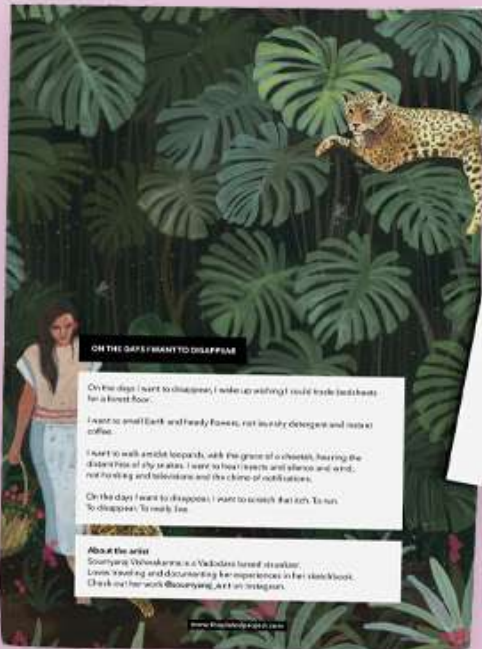 ON THE DAYS I WANT TO DISAPPEAR
On the days I want to disappear, I wake up wishing I could trade bedsheets
for a forest floor.
I want to smell Earth and heady flowers, not laundry detergent and instant
coffee.
I want to walk amidst leopards, with the grace of a cheetah, hearing the
distant hiss of shy snakes. I want to hear insects and silence and wind,
not honking and televisions and the chime of notifications.
On the days I want to disappear, I want to scratch that itch. To run.
To disappear. To really live.
About the artist
Soumyaraj Vishwakarma is a Vadodara based visualizer.
Loves traveling and documenting her experiences in her sketchbook.
Check out her work on Instagram.